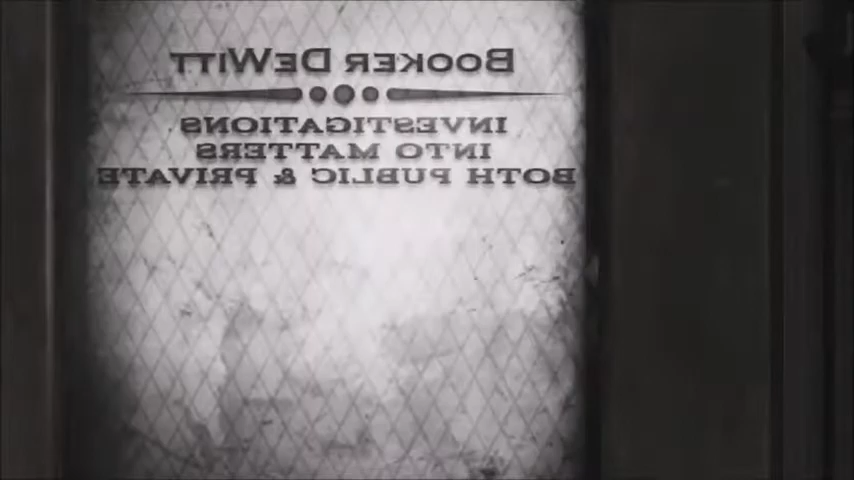 Booker DeWitt
INVESTIGATIONS
INTO MATTERS
BOTH PUBLIC & PRIVATE